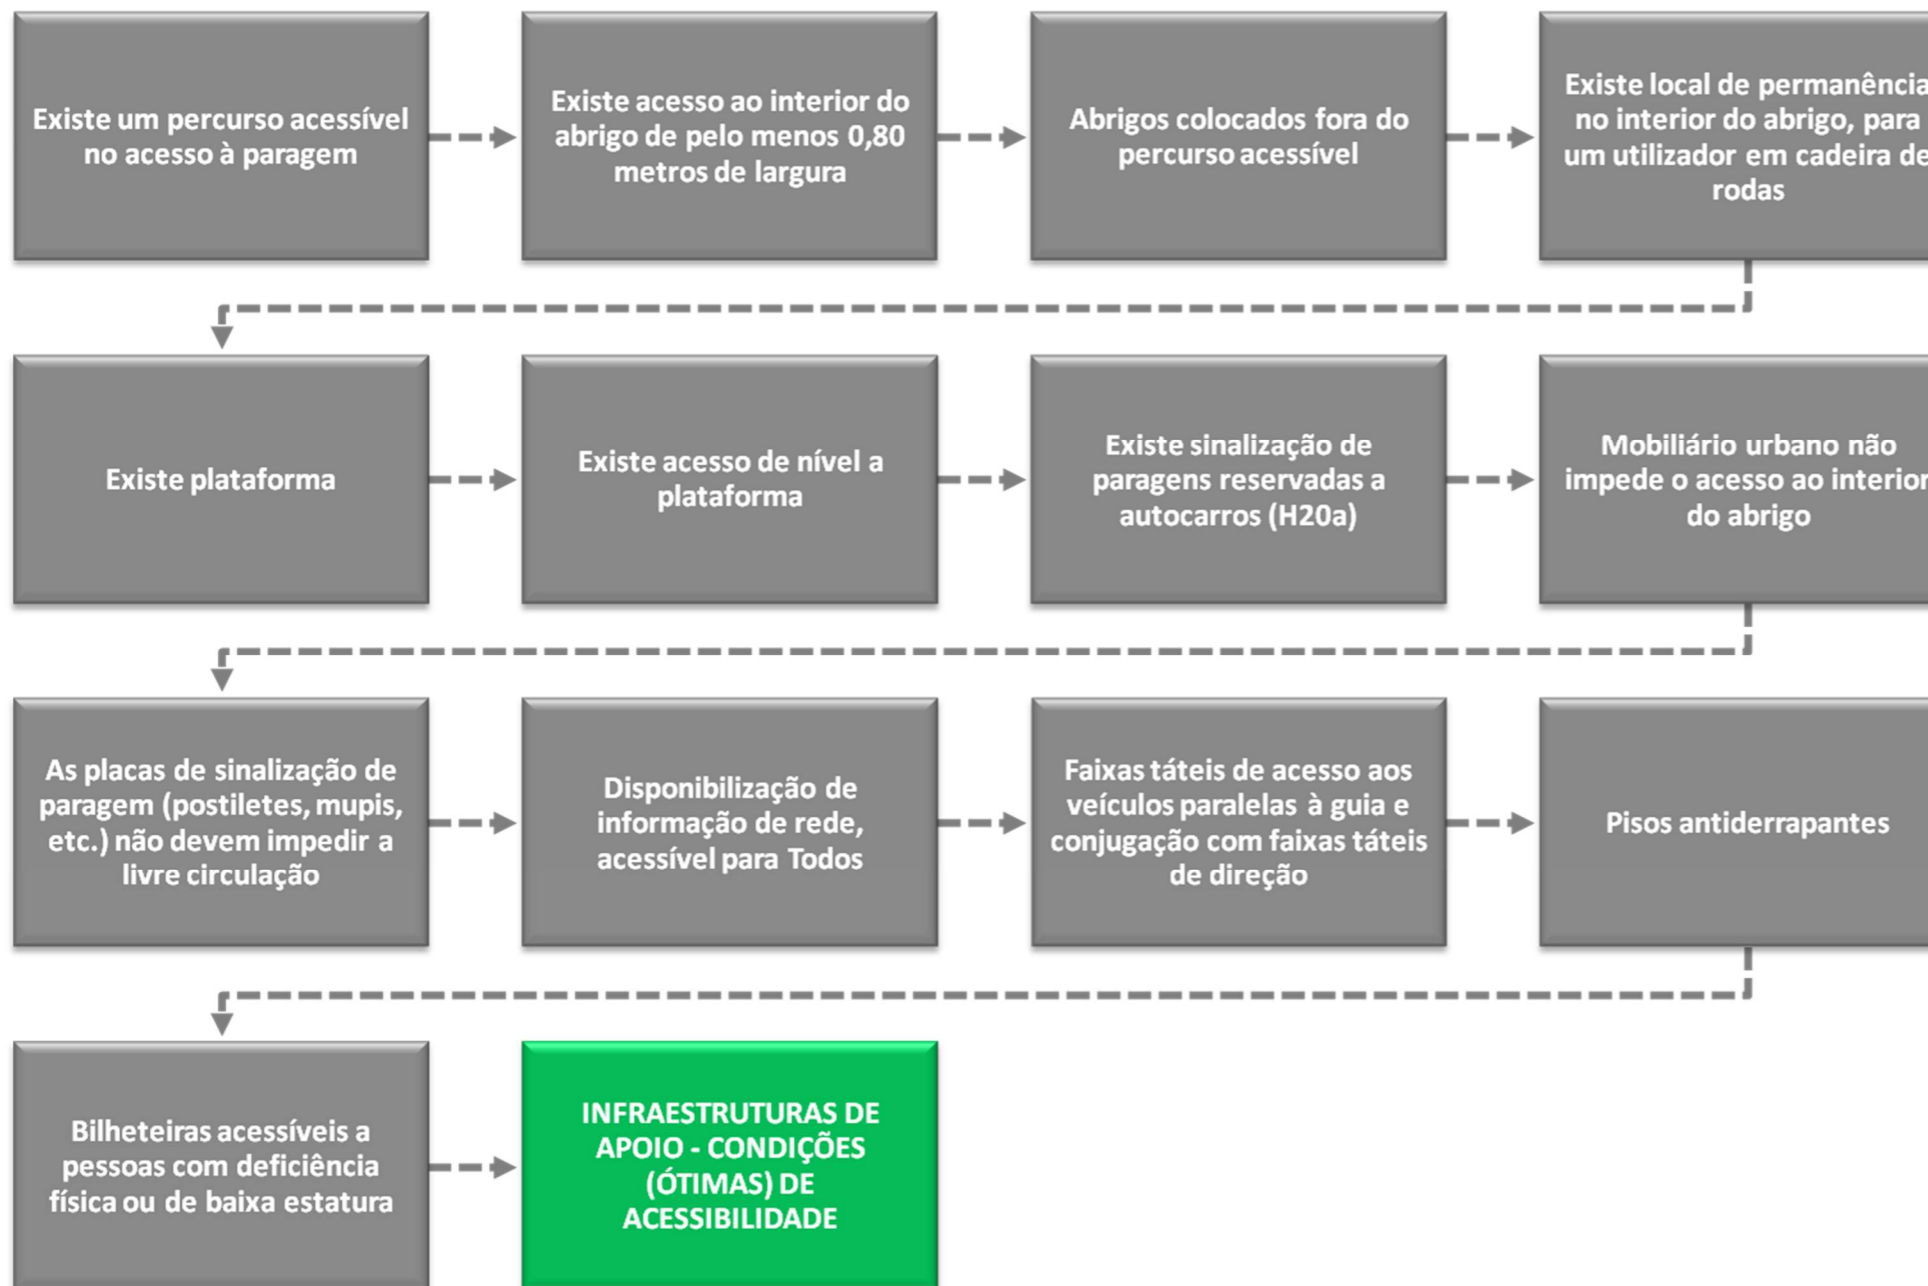 Existe um percurso acessível
no acesso à paragem
Existe acesso ao interior do
abrigo de pelo menos 0,80
metros de largura
Abrigos colocados fora do
percurso acessível
Existe local de permanência
no interior do abrigo, para
um utilizador em cadeira de
rodas
Existe plataforma
Existe acesso de nível a
plataforma
Existe sinalização de
paragens reservadas a
autocarros (H20a)
Mobiliário urbano não
impede o acesso ao interior
do abrigo
As placas de sinalização de
paragem (postiletes, mupis,
etc.) não devem impedir a
livre circulação
Disponibilização de
informação de rede,
acessível para Todos
Faixas táteis de acesso aos
veículos paralelas à guia e
conjugação com faixas táteis
de direção
Pisos antiderrapantes
Bilheteiras acessíveis a
pessoas com deficiência
física ou de baixa estatura
INFRAESTRUTURAS DE
APOIO - CONDIÇÕES
(ÓTIMAS) DE
ACESSIBILIDADE